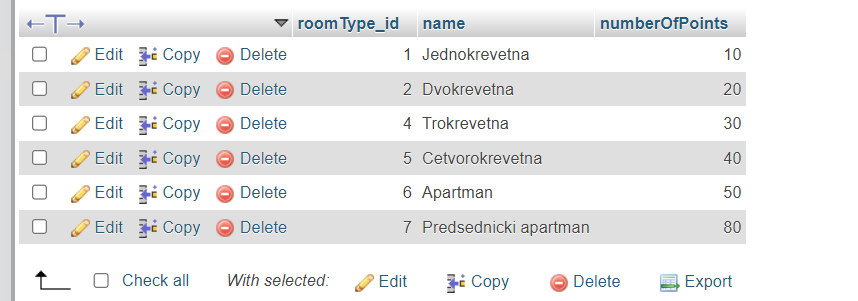 roomType_id name numberOfPoints
Edit Copy Delete 1 Jednokrevetna 10
Edit Copy Delete 2 Dvokrevetna 20
Edit Copy Delete 4 Trokrevetna 30
Edit Copy Delete 5 Cetvorokrevetna 40
Edit Copy Delete 6 Apartman 50
Edit Copy Delete 7 Predsednicki apartman 80
Check all With selected: Edit Copy Delete Export